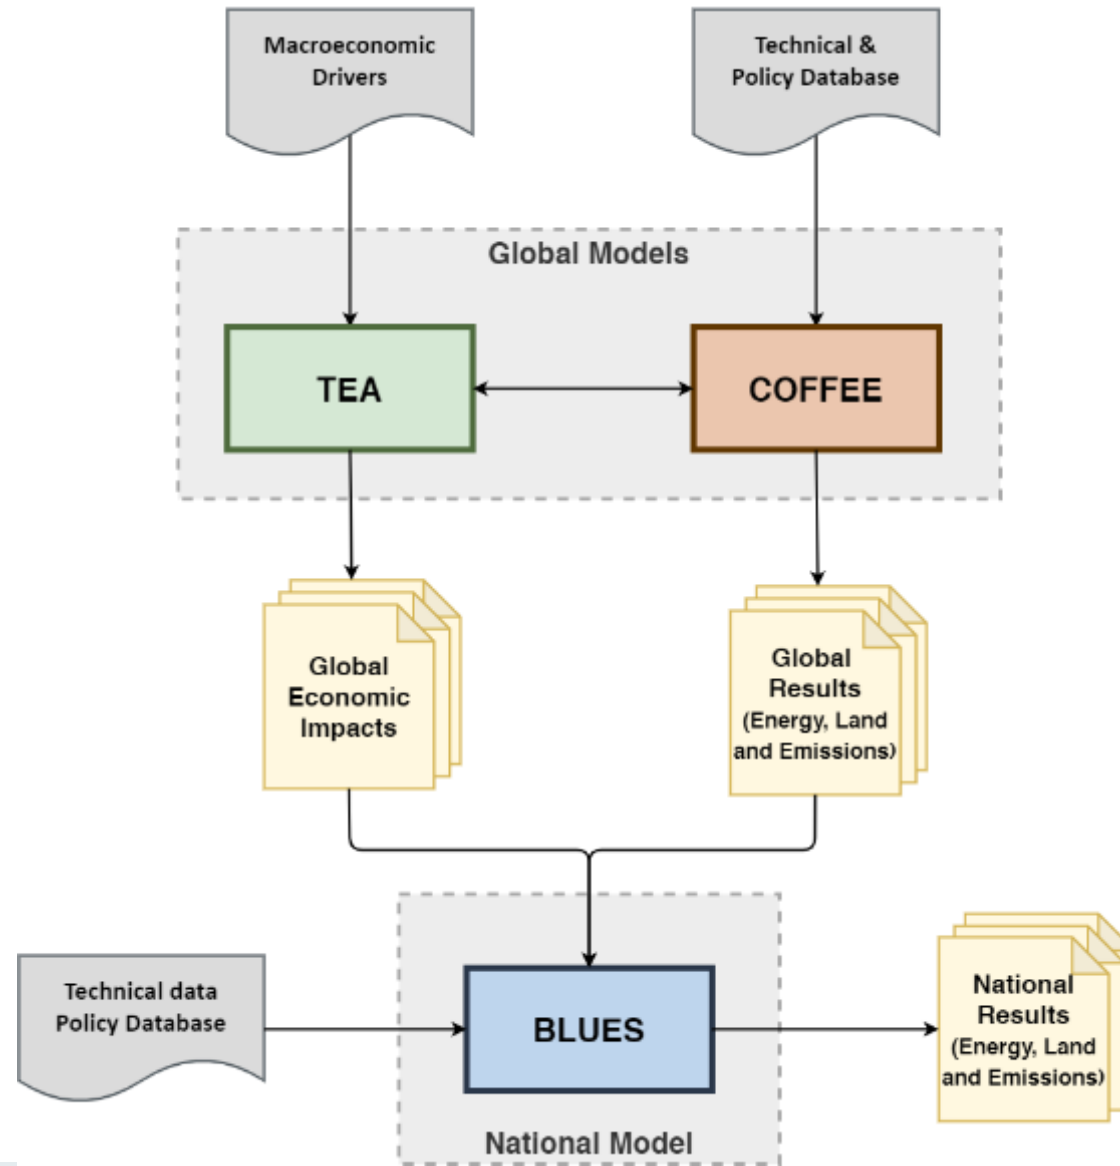 Macroeconomic
Drivers
Technical &
Policy Database
Global Models
TEA
COFFEE
Global
Economic
Impacts
Global
Results
(Energy, Land
and Emissions)
Technical data
Policy Database
BLUES
National
Results
(Energy, Land
and Emissions)
National Model